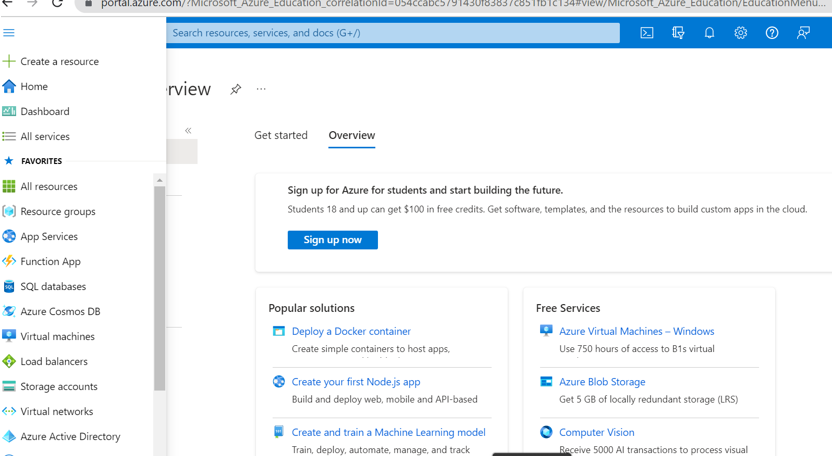 portal.azure.com/?Microsoft_Azure_Education_correlationId=054ccabc5791430f83837c851fb1c134#view/Microsoft_Azure_Education/EducationMenu...
Search resources, services, and docs (G+/)
Create a resource
Home
Dashboard
All services
FAVORITES
All resources
Resource groups
App Services
Function App
SQL databases
Azure Cosmos DB
Virtual machines
Load balancers
Storage accounts
Virtual networks
Azure Active Directory
rview
Get started Overview
Sign up for Azure for students and start building the future.
Students 18 and up can get $100 in free credits. Get software, templates, and the resources to build custom apps in the cloud.
Sign up now
Popular solutions
Deploy a Docker container
Create simple containers to host apps,
Create your first Node.js app
Build and deploy web, mobile and API-based
Create and train a Machine Learning model
Train, deploy, automate, manage, and track
Free Services
Azure Virtual Machines – Windows
Use 750 hours of access to B1s virtual
Azure Blob Storage
Get 5 GB of locally redundant storage (LRS)
Computer Vision
Receive 5000 AI transactions to process visual